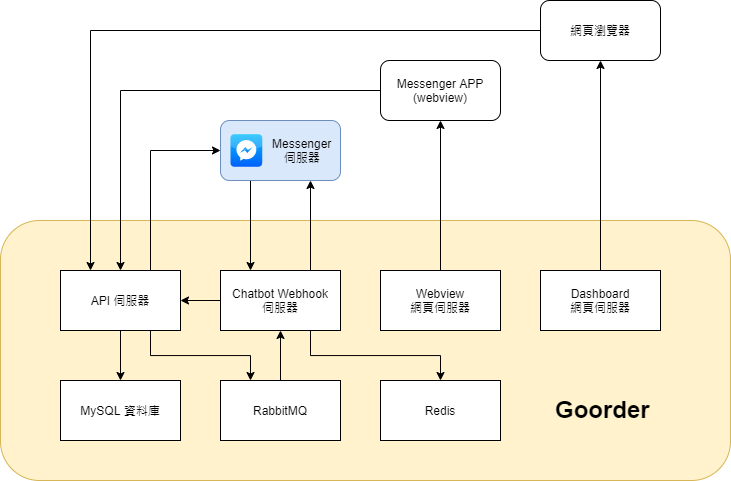 網頁瀏覽器
Messenger APP
(webview)
Messenger
伺服器
API 伺服器
Chatbot Webhook
伺服器
Webview
網頁伺服器
Dashboard
網頁伺服器
MySQL 資料庫
RabbitMQ
Redis
Goorder